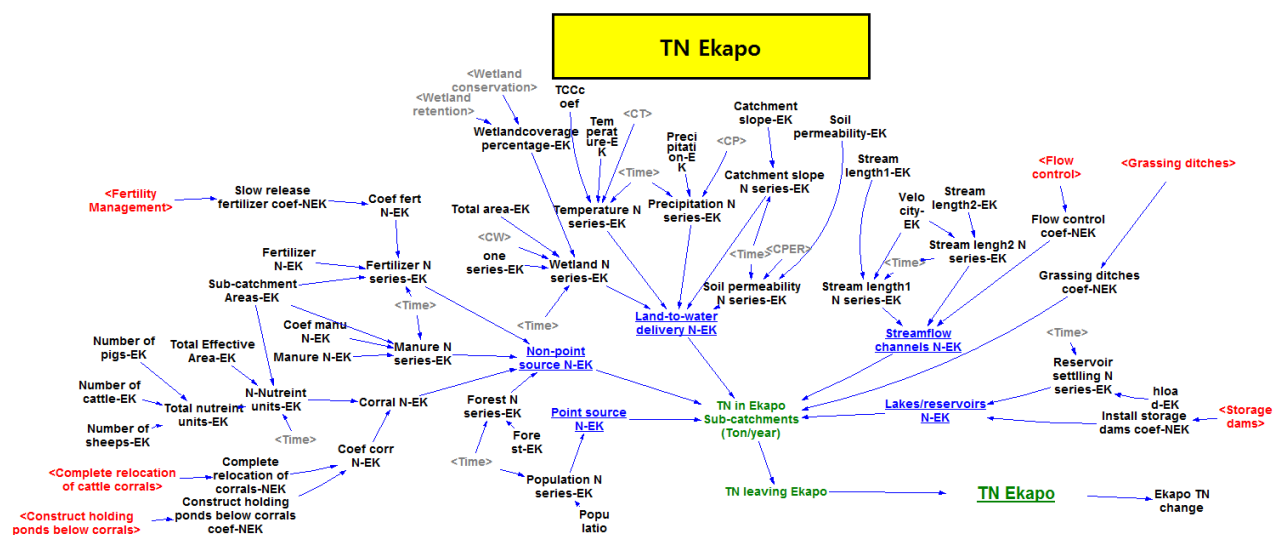 TN Ekapo
<Wetland
conservation>
<Wetland
retention>
TCCc
oef
Tem
perat
ure-E
K
<CT>
Wetlandcoverage
percentage-EK
Preci
pitati
on-E
K
<CP>
Catchment
slope-EK
Soil
permeability-EK
Stream
length1-EK
<Flow
control>
<Grassing ditches>
<Fertility
Management>
Slow release
fertilizer coef-NEK
Coef fert
N-EK
<Time>
Catchment slope
N series-EK
Velo
city-
EK
Stream
length2-EK
Flow control
coef-NEK
Total area-EK
Temperature N
series-EK
Precipitation N
series-EK
<CW>
one
series-EK
Wetland N
series-EK
<Time>
<CPER>
Soil permeability
N series-EK
Stream lengh2 N
series-EK
<Time>
Stream length1
N series-EK
Grassing ditches
coef-NEK
Fertilizer
N-EK
Fertilizer N
series-EK
Sub-catchment
Areas-EK
<Time>
<Time>
Land-to-water
delivery N-EK
Streamflow
channels N-EK
<Time>
Coef manu
N-EK
Manure N-EK
Manure N
series-EK
Non-point
source N-EK
Reservoir
settlling N
series-EK
hloa
d-EK
Number of
pigs-EK
Total Effective
Area-EK
Number of
cattle-EK
N-Nutreint
units-EK
Total nutreint
units-EK
Number of
sheeps-EK
<Time>
Corral N-EK
Forest N
series-EK
Fore
st-EK
Point source
N-EK
TN in Ekapo
Sub-catchments
(Ton/year)
Lakes/reservoirs
N-EK
Install storage
dams coef-NEK
<Storage
dams>
Coef corr
N-EK
<Time>
Population N
series-EK
Popu
latio
<Complete relocation
of cattle corrals>
Complete
relocation of
corrals-NEK
<Construct holding
ponds below corrals>
Construct holding
ponds below corrals
coef-NEK
TN leaving Ekapo
TN Ekapo
Ekapo TN
change